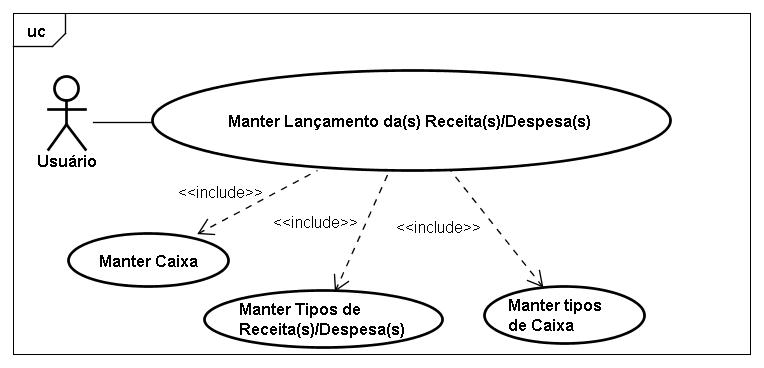 uc
Manter Lançamento da(s) Receita(s)/Despesa(s)
Usuário
<<include>>
<<include>>
<<include>>
Manter Caixa
Manter Tipos de
Receita(s)/Despesa(s)
Manter tipos
de Caixa